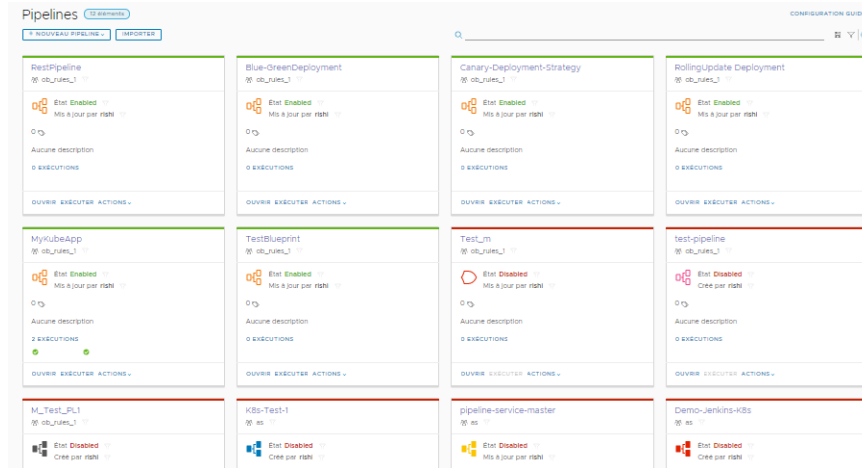 Pipelines 12 éléments
CONFIGURATION GUID
+ NOUVEAU PIPELINE IMPORTER
RestPipeline
ob_rules_1
État Enabled
Mis à jour par rishi
0
Aucune description
0 EXÉCUTIONS
OUVRIR EXÉCUTER ACTIONS
Blue-GreenDeployment
ob_rules_1
État Enabled
Mis à jour par rishi
0
Aucune description
0 EXÉCUTIONS
OUVRIR EXÉCUTER ACTIONS
Canary-Deployment-Strategy
ob_rules_1
État Enabled
Mis à jour par rishi
0
Aucune description
0 EXÉCUTIONS
OUVRIR EXÉCUTER ACTIONS
RollingUpdate Deployment
ob_rules_1
État Enabled
Mis à jour par rishi
0
Aucune description
0 EXÉCUTIONS
OUVRIR EXÉCUTER ACTIONS
MyKubeApp
ob_rules_1
État Enabled
Mis à jour par rishi
0
Aucune description
2 EXÉCUTIONS
OUVRIR EXÉCUTER ACTIONS
TestBlueprint
ob_rules_1
État Enabled
Mis à jour par rishi
0
Aucune description
0 EXÉCUTIONS
OUVRIR EXÉCUTER ACTIONS
Test_m
ob_rules_1
État Disabled
Mis à jour par rishi
0
Aucune description
0 EXÉCUTIONS
OUVRIR EXÉCUTER ACTIONS
test-pipeline
ob_rules_1
État Disabled
Créé par rishi
0
Aucune description
0 EXÉCUTIONS
OUVRIR EXÉCUTER ACTIONS
M_Test_PL1
ob_rules_1
État Disabled
Créé par rishi
K8s-Test-1
as
État Disabled
Créé par rishi
pipeline-service-master
as
État Disabled
Mis à jour par rishi
Demo-Jenkins-K8s
as
État Disabled
Créé par rishi